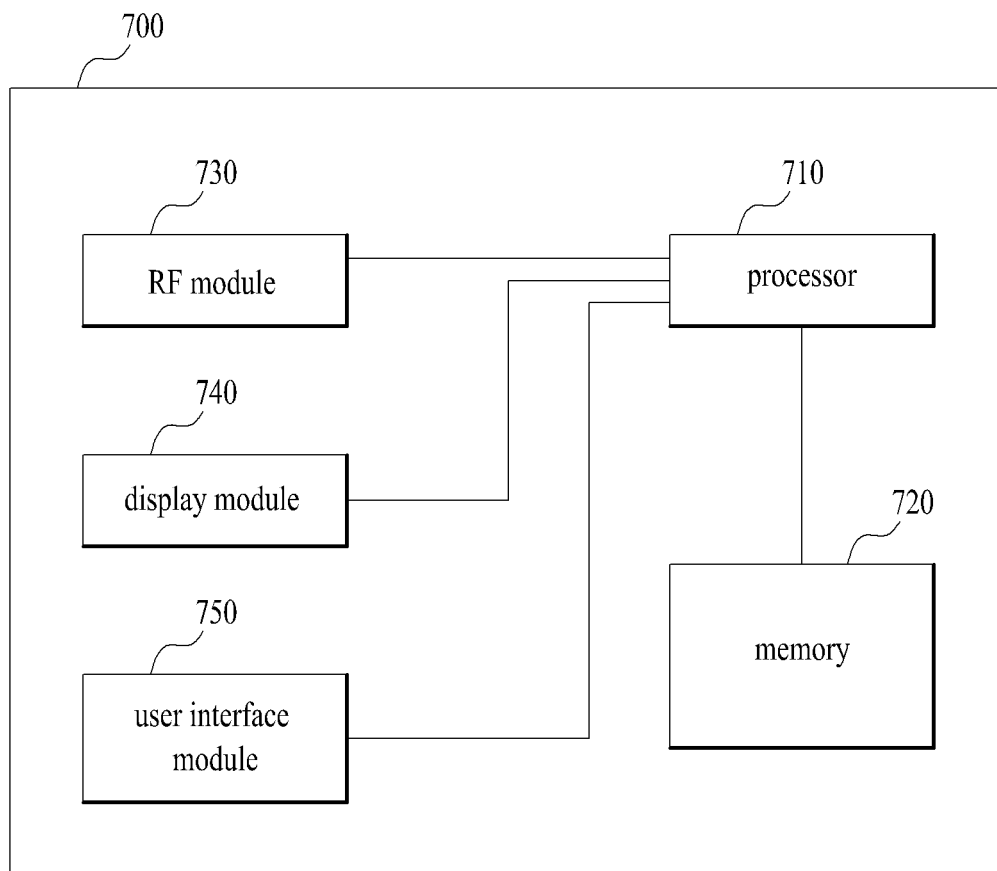 700
730
RF module
710
processor
740
display module
720
memory
750
user interface
module